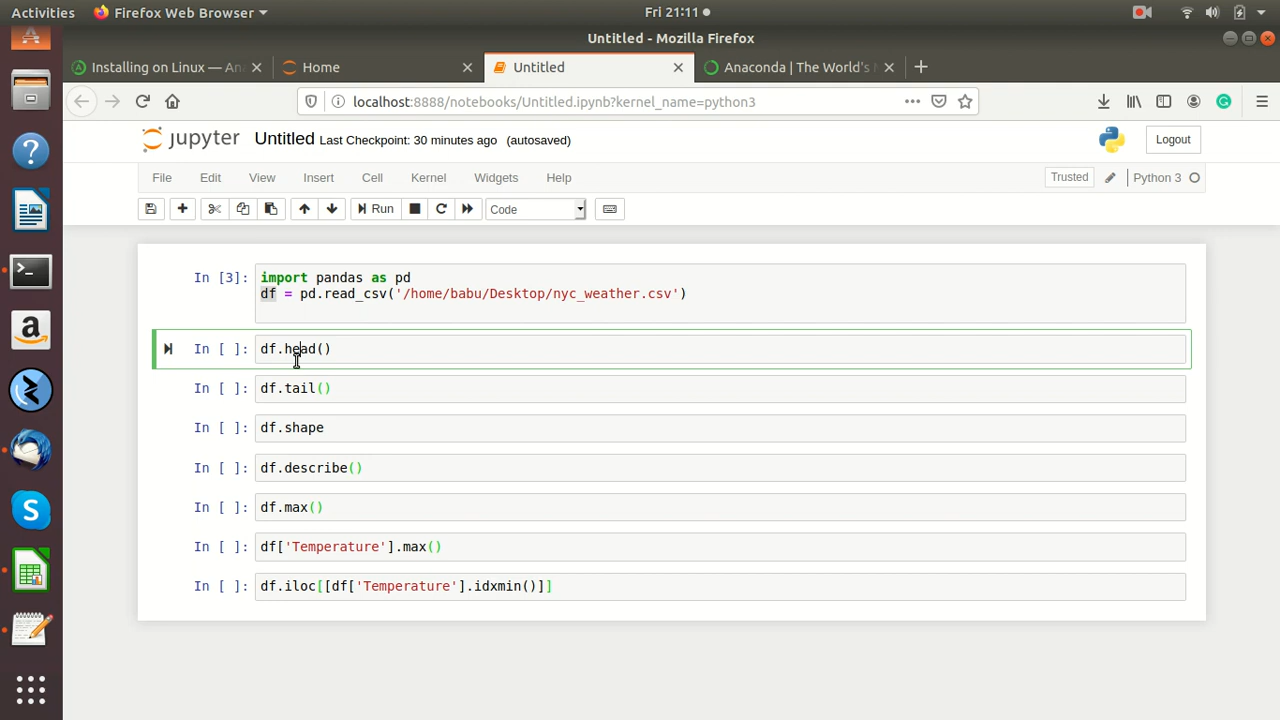 Activities Firefox Web Browser Fri 21:11
Untitled - Mozilla Firefox
Installing on Linux — An Home Untitled Anaconda | The World's
localhost:8888/notebooks/Untitled.ipynb?kernel_name=python3
jupyter Untitled Last Checkpoint: 30 minutes ago (autosaved) Logout
File Edit View Insert Cell Kernel Widgets Help Trusted Python 3
Run Code
In [3]: import pandas as pd
df = pd.read_csv('/home/babu/Desktop/nyc_weather.csv')
In [ ]: df.head()
In [ ]: df.tail()
In [ ]: df.shape
In [ ]: df.describe()
In [ ]: df.max()
In [ ]: df['Temperature'].max()
In [ ]: df.iloc[[df['Temperature'].idxmin()]]